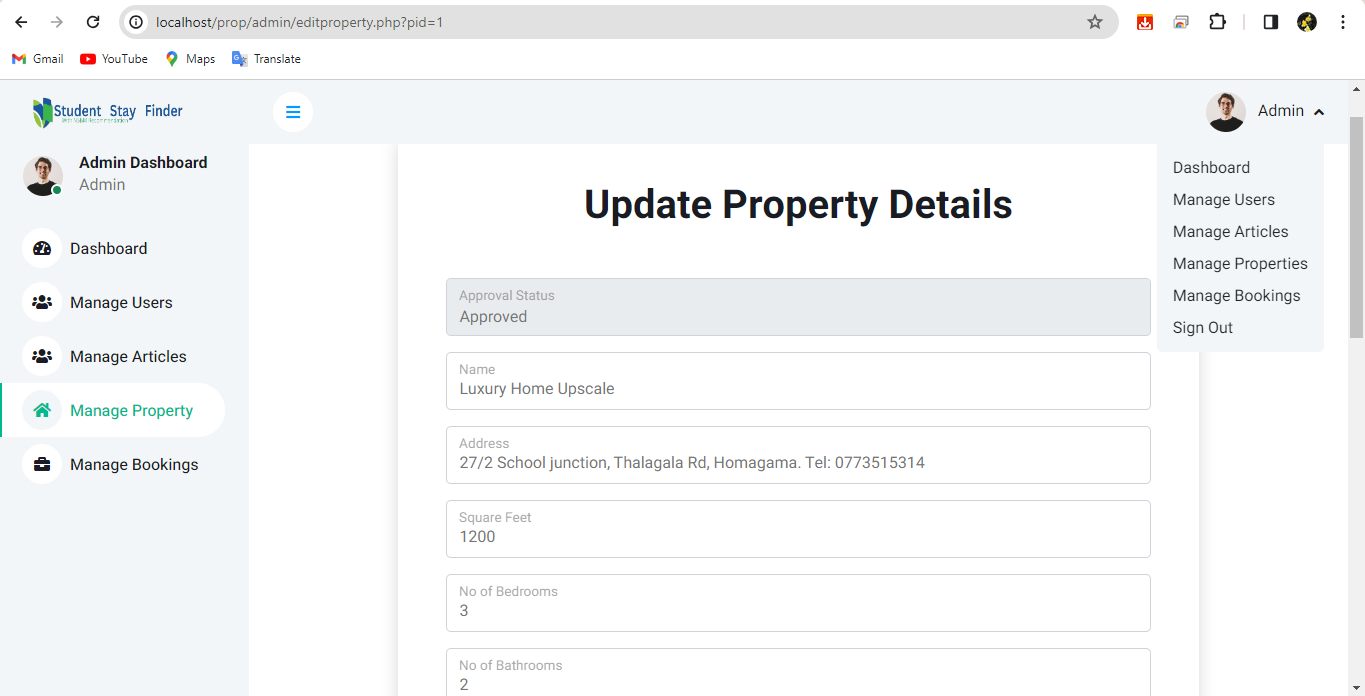 localhost/prop/admin/editproperty.php?pid=1
Gmail YouTube Maps Translate
Student Stay Finder
Admin
Admin Dashboard
Admin
Dashboard
Manage Users
Manage Articles
Manage Property
Manage Bookings
Dashboard
Manage Users
Manage Articles
Manage Properties
Manage Bookings
Sign Out
Update Property Details
Approval Status
Approved
Name
Luxury Home Upscale
Address
27/2 School junction, Thalagala Rd, Homagama. Tel: 0773515314
Square Feet
1200
No of Bedrooms
3
No of Bathrooms
2